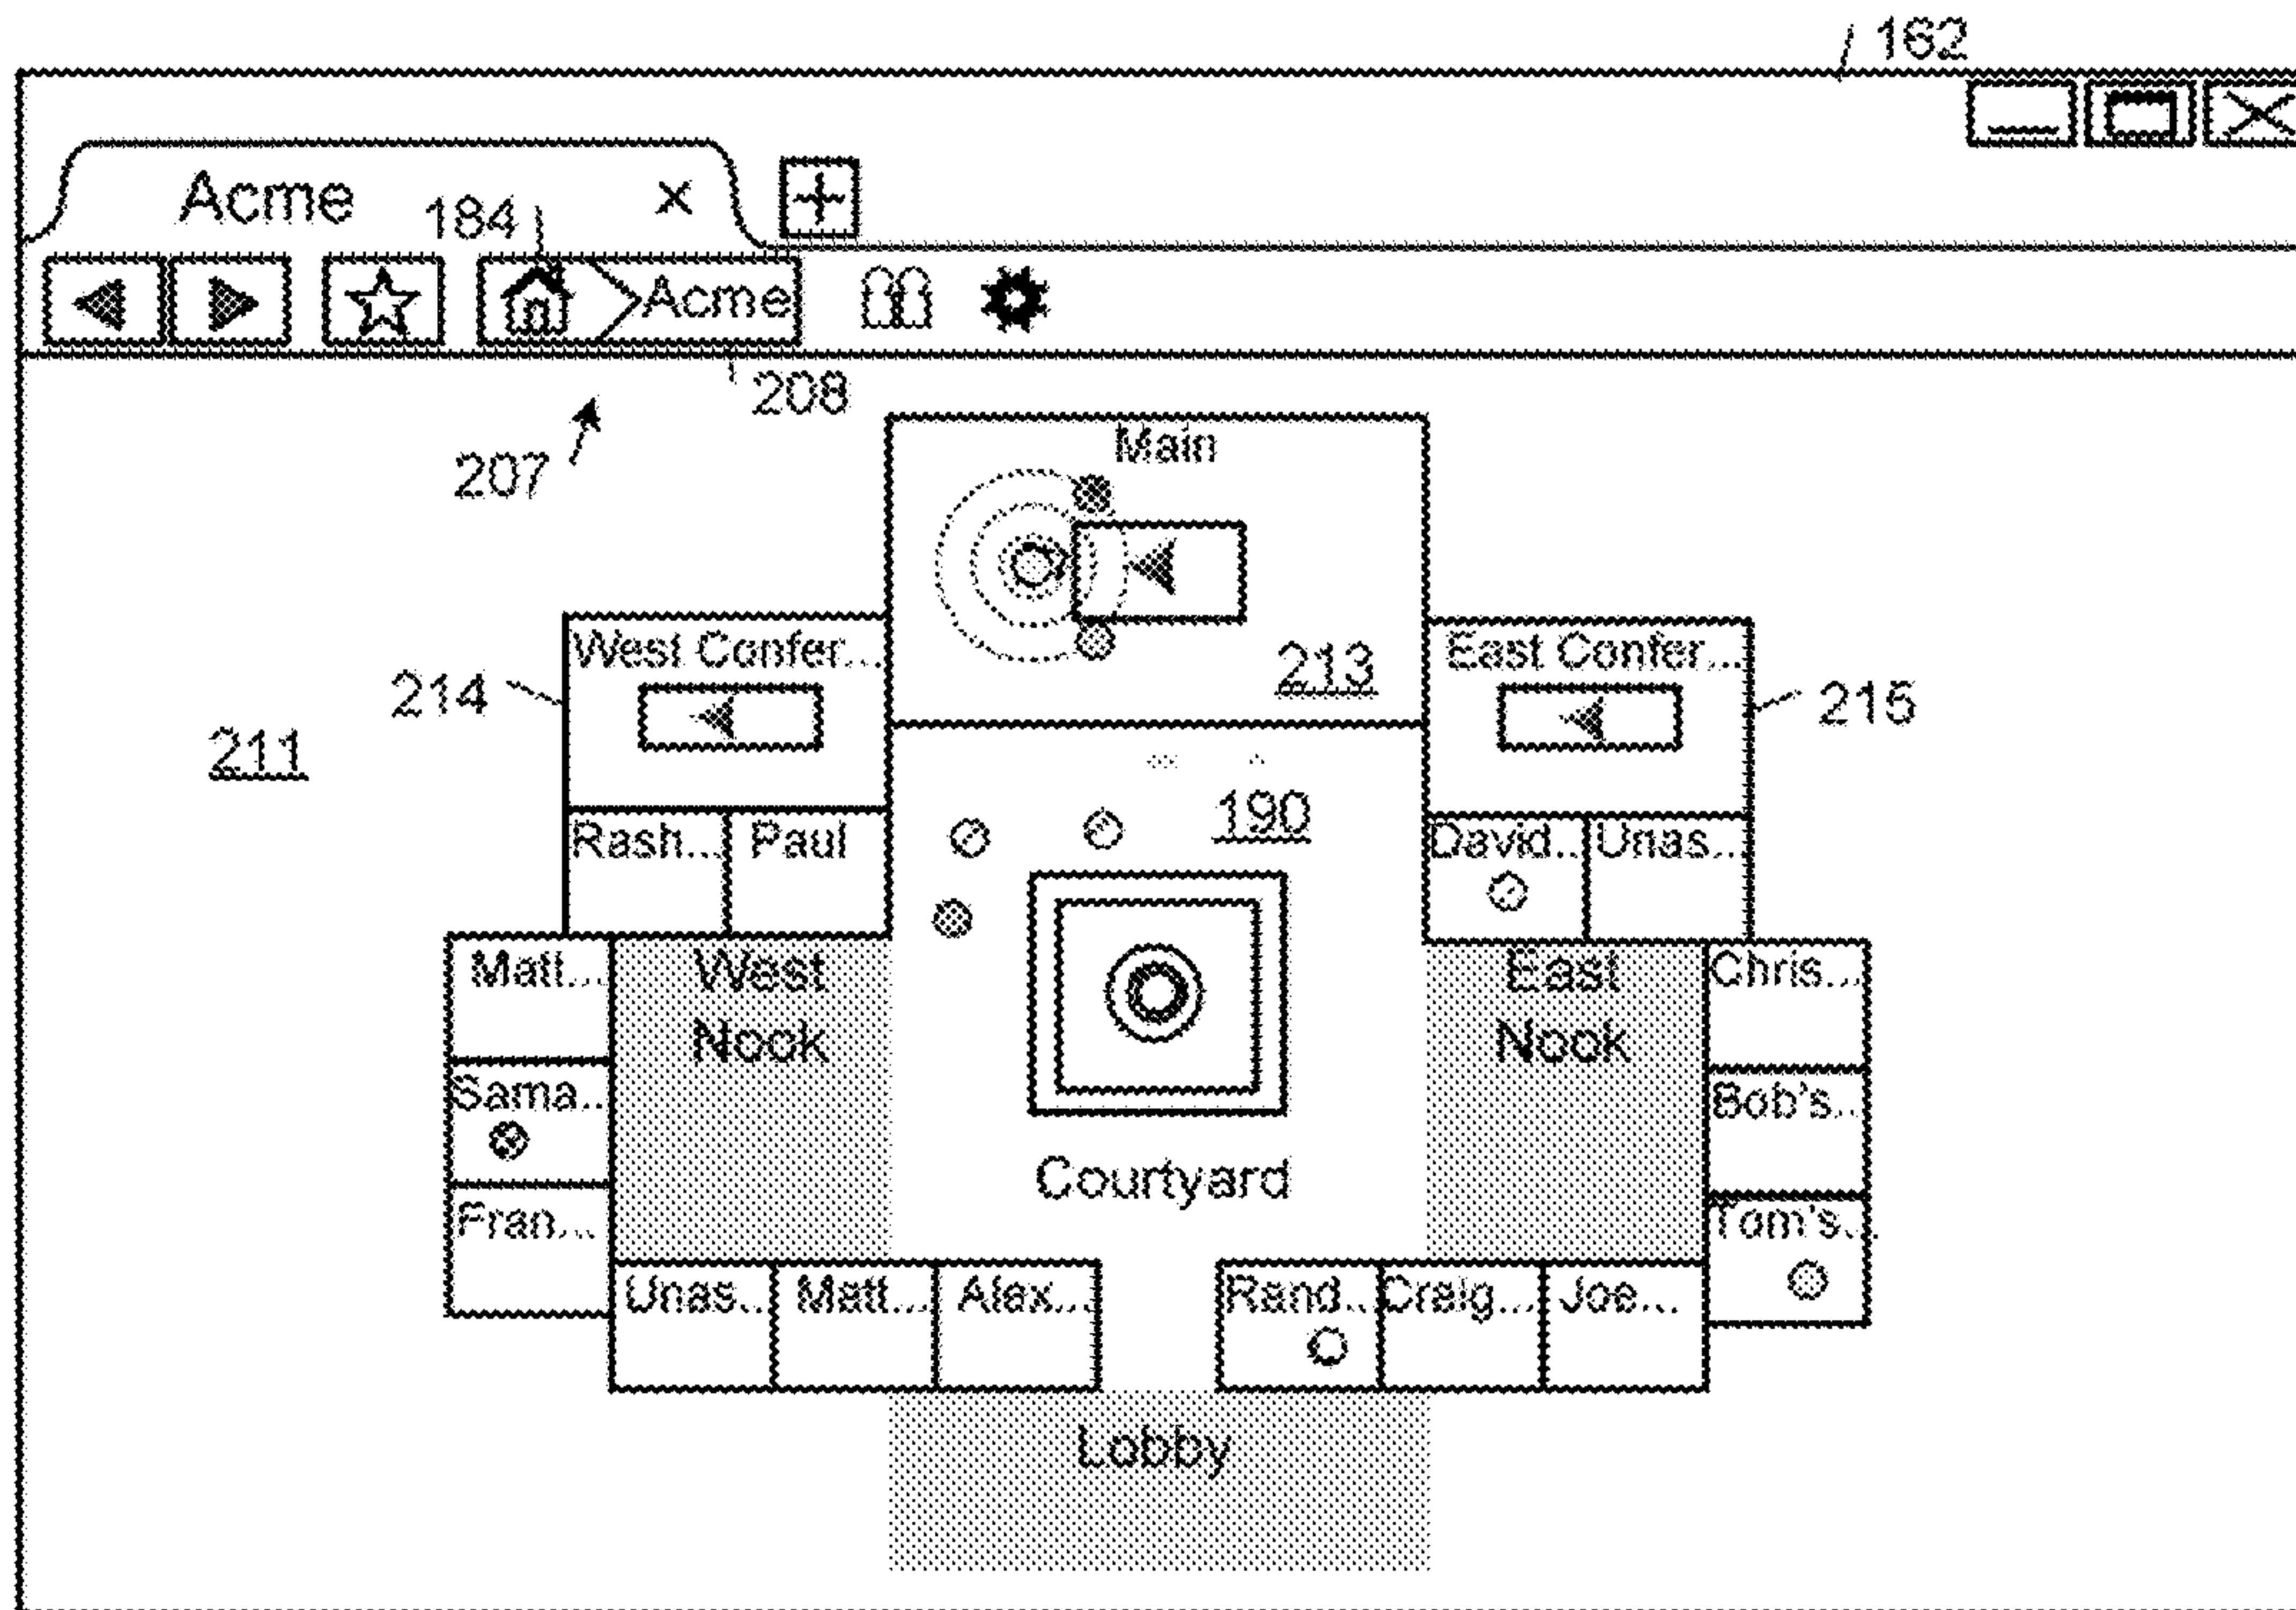 162
Acme x
184
Acme
208
207
Main
West Confer...
213
East Confer...
214
215
211
190
Rash... Paul
David... Unas...
Matt...
West
Nook
East
Nook
Chris...
Sama...
Bob's...
Courtyard
Fran...
Tom's...
Unas... Matt... Alex...
Rand... Craig... Joe...
Lobby